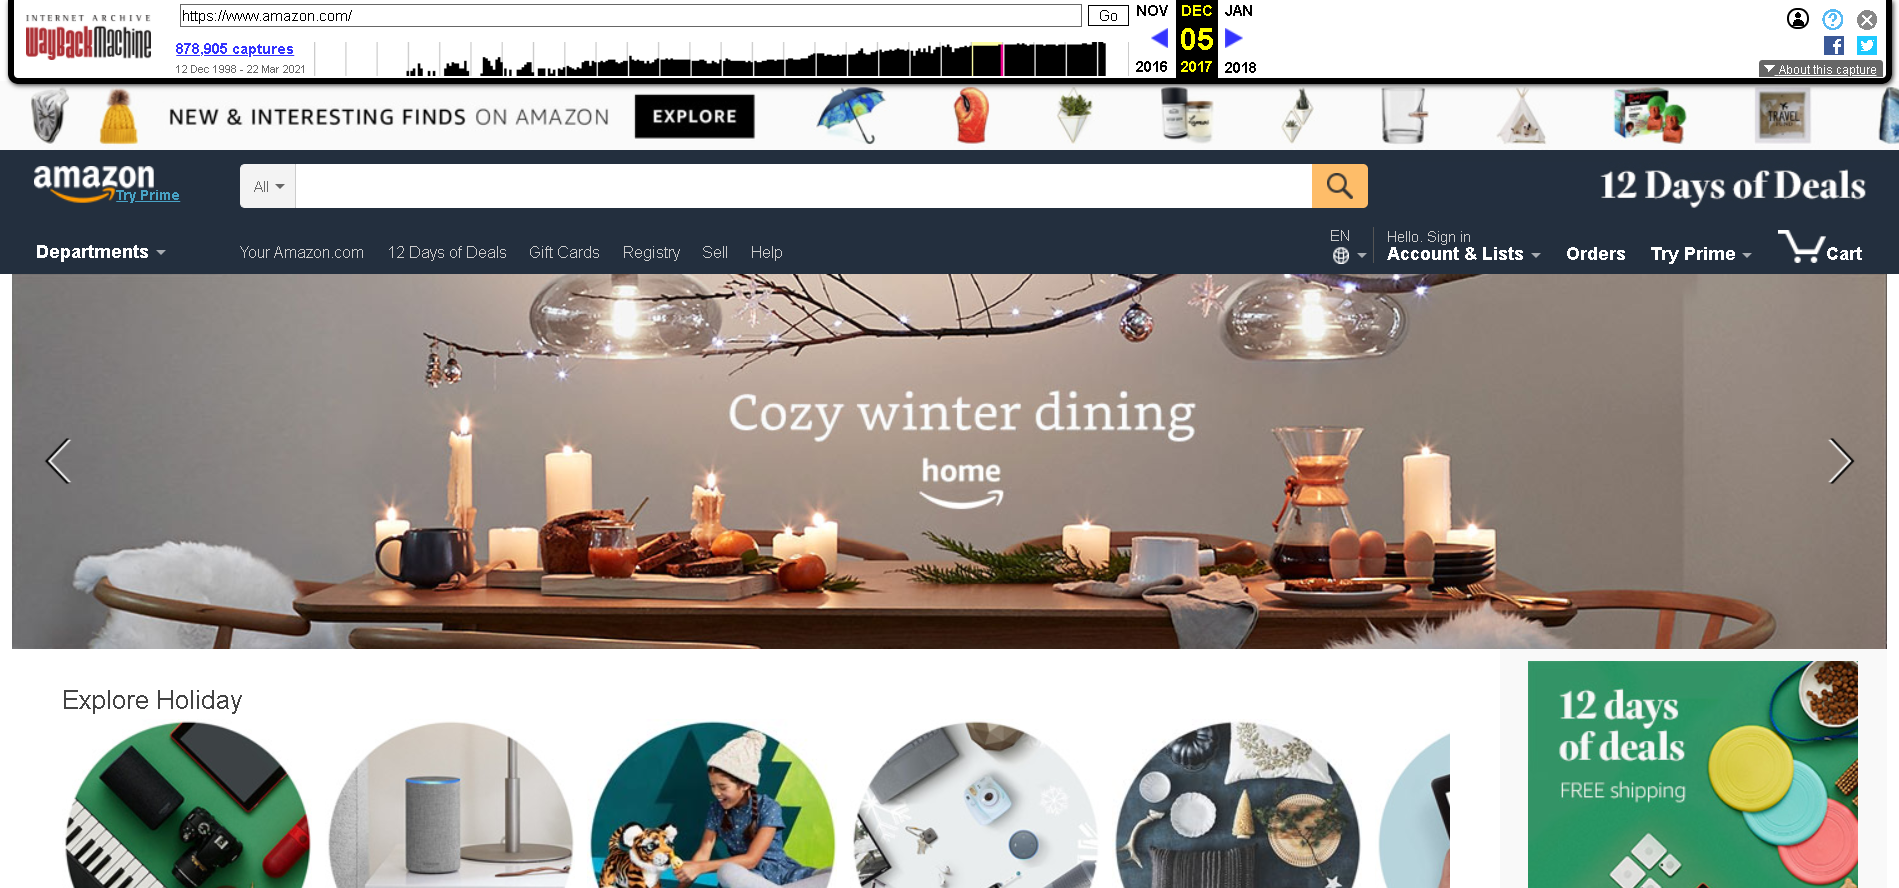 INTERNET ARCHIVE
WayBackMachine
https://www.amazon.com/
Go
NOV DEC JAN
878,905 captures
05
12 Dec 1998 - 22 Mar 2021
2016 2017 2018
About this capture
NEW & INTERESTING FINDS ON AMAZON
EXPLORE
TRAVEL
amazon
Try Prime
All
12 Days of Deals
Departments
Your Amazon.com
12 Days of Deals
Gift Cards
Registry
Sell
Help
EN
Hello. Sign in
Account & Lists
Orders
Try Prime
Cart
Cozy winter dining
home
Explore Holiday
12 days
of deals
FREE shipping